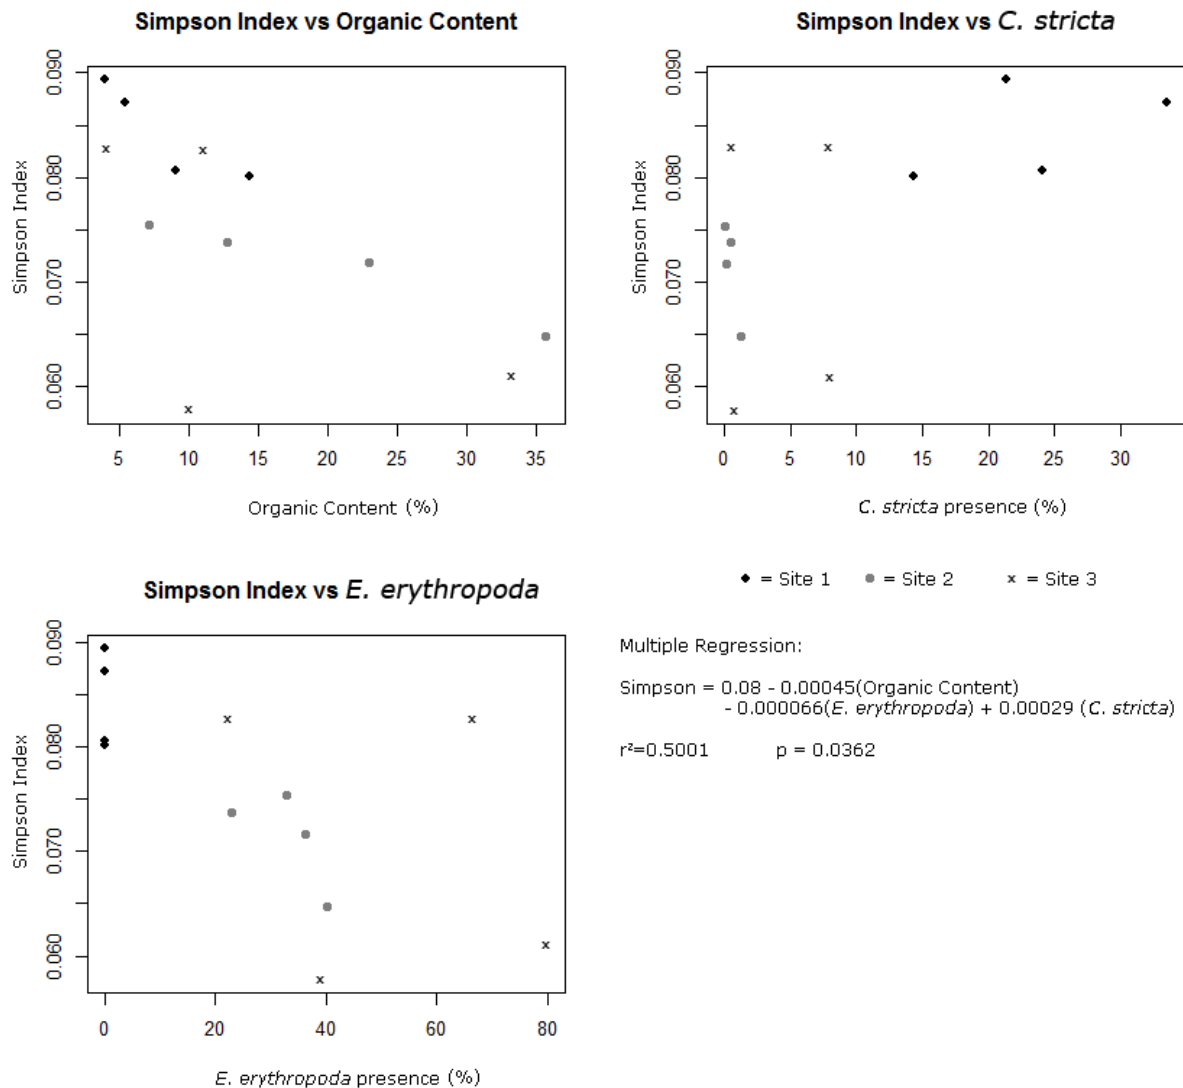 Simpson Index vs Organic Content
Simpson Index
0.090
0.080
0.070
0.060
5 10 15 20 25 30 35
Organic Content (%)
Simpson Index vs C. stricta
Simpson Index
0.090
0.080
0.070
0.060
0 5 10 15 20 25 30
C. stricta presence (%)
Simpson Index vs E. erythropoda
Simpson Index
0.090
0.080
0.070
0.060
0 20 40 60 80
E. erythropoda presence (%)
= Site 1 = Site 2 = Site 3
Multiple Regression:
Simpson = 0.08 - 0.00045(Organic Content)
- 0.000066(E. erythropoda) + 0.00029 (C. stricta)
r²=0.5001 p = 0.0362